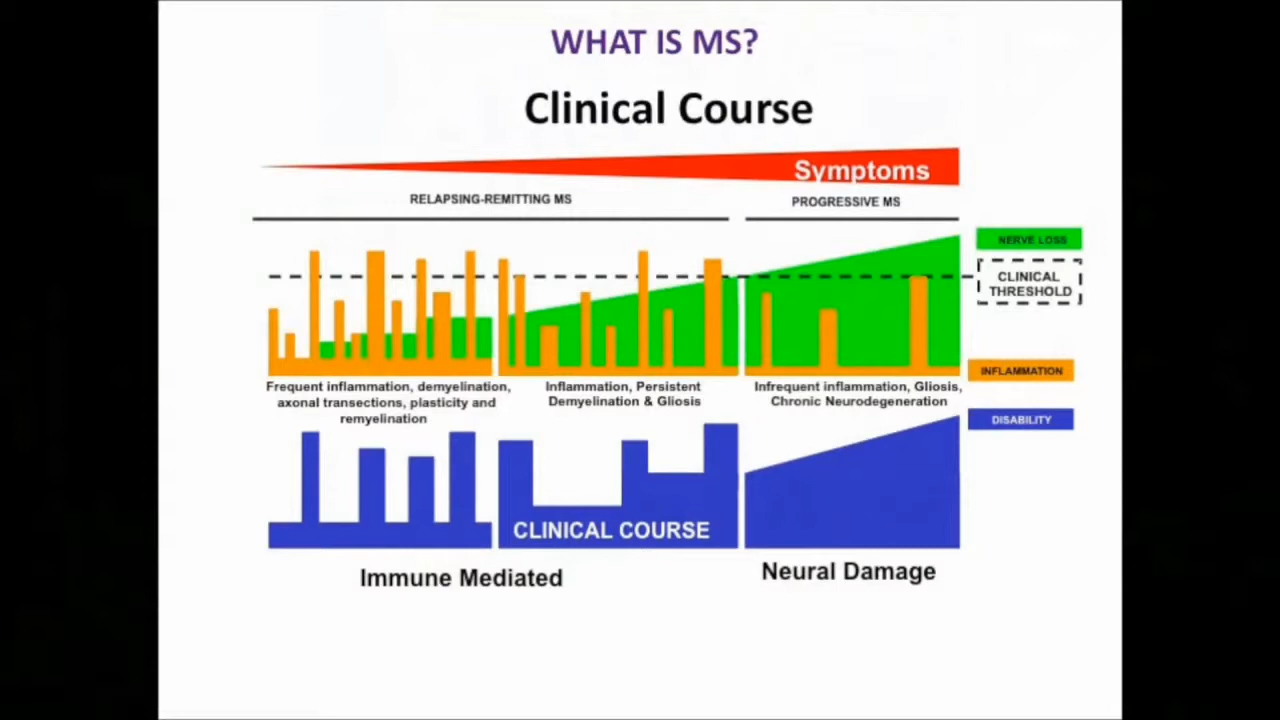 WHAT IS MS?
Clinical Course
Symptoms
RELAPSING-REMITTING MS
PROGRESSIVE MS
NERVE LOSS
CLINICAL
THRESHOLD
INFLAMMATION
Frequent inflammation, demyelination,
axonal transections, plasticity and
remyelination
Inflammation, Persistent
Demyelination & Gliosis
Infrequent inflammation, Gliosis,
Chronic Neurodegeneration
DISABILITY
CLINICAL COURSE
Immune Mediated
Neural Damage